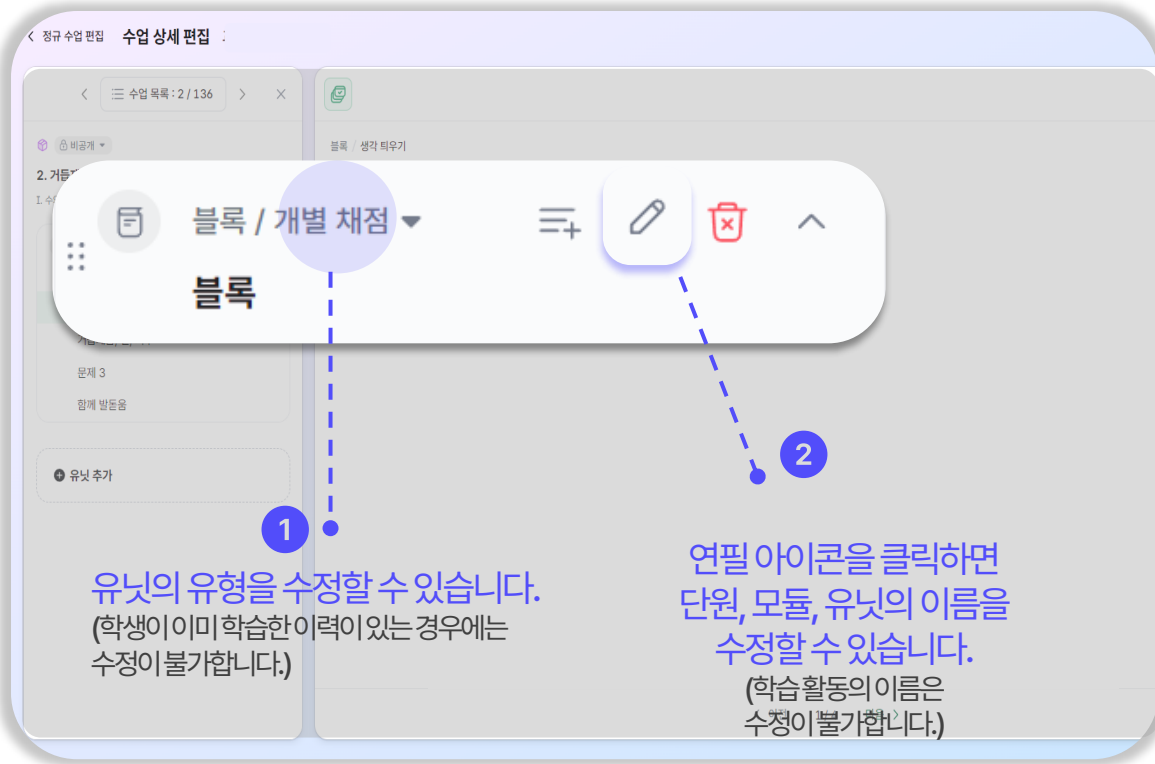 정규 수업 편집 수업 상세 편집
수업 목록 : 2 / 136
비공개
블록 / 생각 틔우기
블록 / 개별 채점
블록
문제 3
함께 발돋움
유닛 추가
1
유닛의 유형을 수정할 수 있습니다.
(학생이 이미 학습한 이력이 있는 경우에는
수정이 불가합니다.)
2
연필 아이콘을 클릭하면
단원, 모듈, 유닛의 이름을
수정할 수 있습니다.
(학습 활동의 이름은
수정이 불가합니다.)